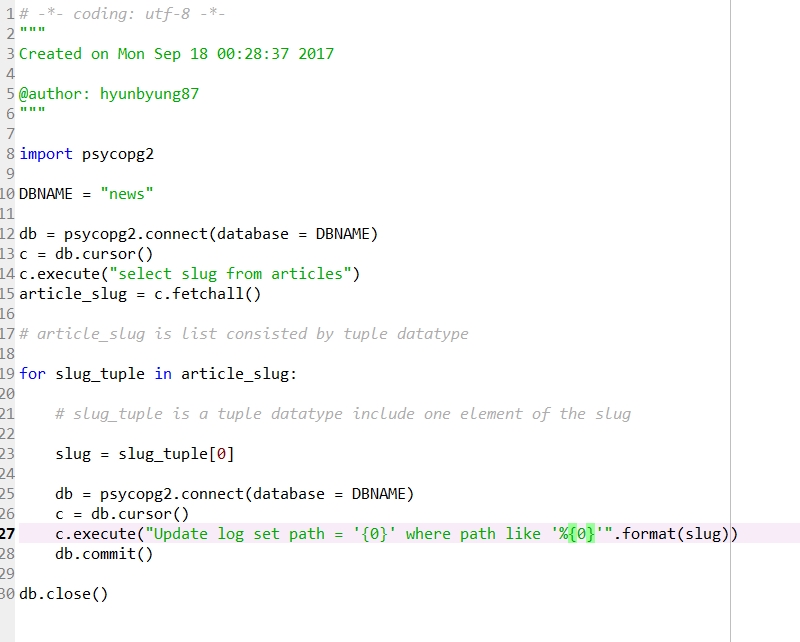 1 # -*- coding: utf-8 -*-
2 """
3 Created on Mon Sep 18 00:28:37 2017
4
5 @author: hyunbyung87
6 """
7
8 import psycopg2
9
10 DBNAME = "news"
11
12 db = psycopg2.connect(database = DBNAME)
13 c = db.cursor()
14 c.execute("select slug from articles")
15 article_slug = c.fetchall()
16
17 # article_slug is list consisted by tuple datatype
18
19 for slug_tuple in article_slug:
20
21     # slug_tuple is a tuple datatype include one element of the slug
22
23     slug = slug_tuple[0]
24
25     db = psycopg2.connect(database = DBNAME)
26     c = db.cursor()
27     c.execute("Update log set path = '{0}' where path like '%{0}'".format(slug))
28     db.commit()
29
30 db.close()